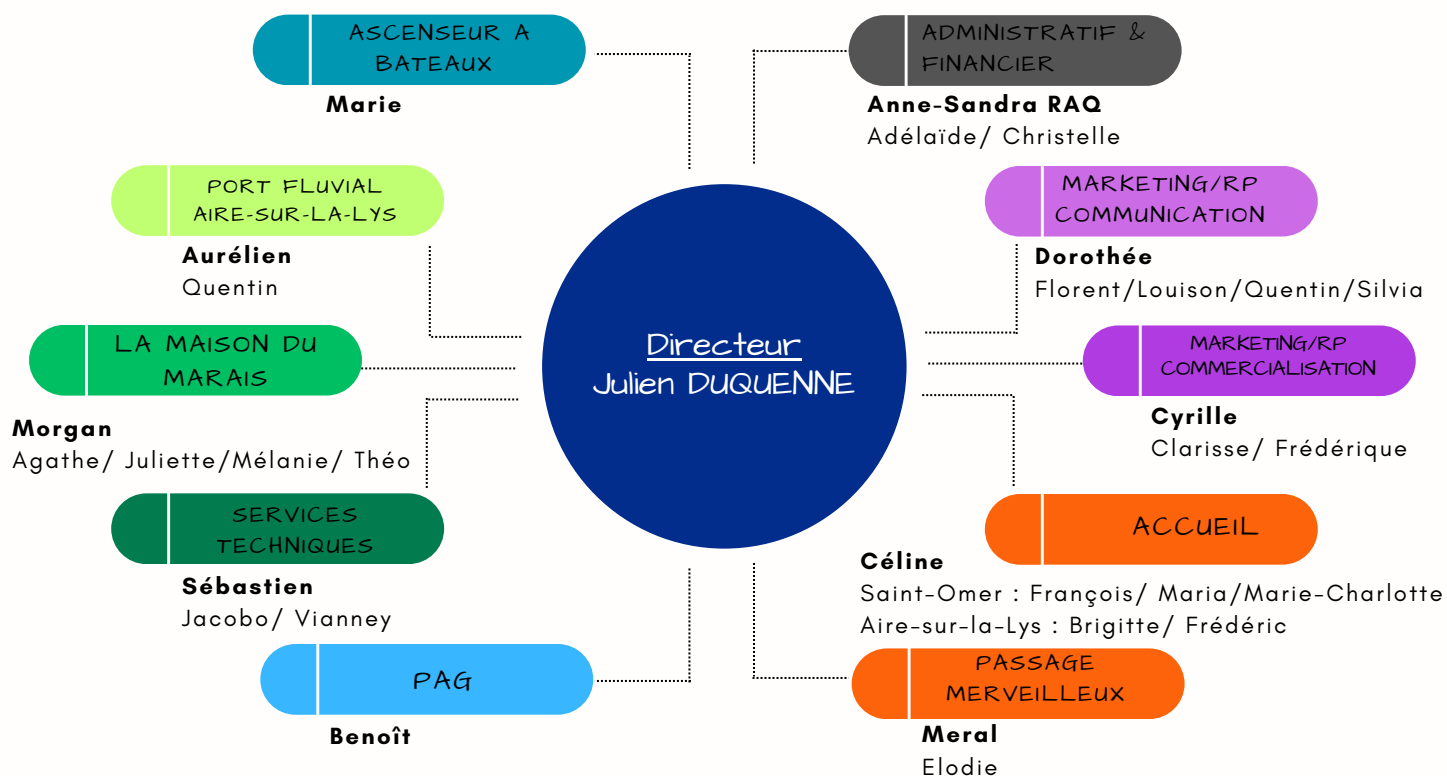 ASCENSEUR A
BATEAUX
Marie
ADMINISTRATIF &
FINANCIER
Anne-Sandra RAQ
Adélaïde/ Christelle
PORT FLUVIAL
AIRE-SUR-LA-LYS
Aurélien
Quentin
MARKETING/RP
COMMUNICATION
Dorothée
Florent/Louison/Quentin/Silvia
LA MAISON DU
MARAIS
Morgan
Agathe/ Juliette/Mélanie/ Théo
Directeur
Julien DUQUENNE
MARKETING/RP
COMMERCIALISATION
Cyrille
Clarisse/ Frédérique
SERVICES
TECHNIQUES
Sébastien
Jacobo/ Vianney
ACCUEIL
Céline
Saint-Omer : François/ Maria/Marie-Charlotte
Aire-sur-la-Lys : Brigitte/ Frédéric
PAG
Benoît
PASSAGE
MERVEILLEUX
Meral
Elodie